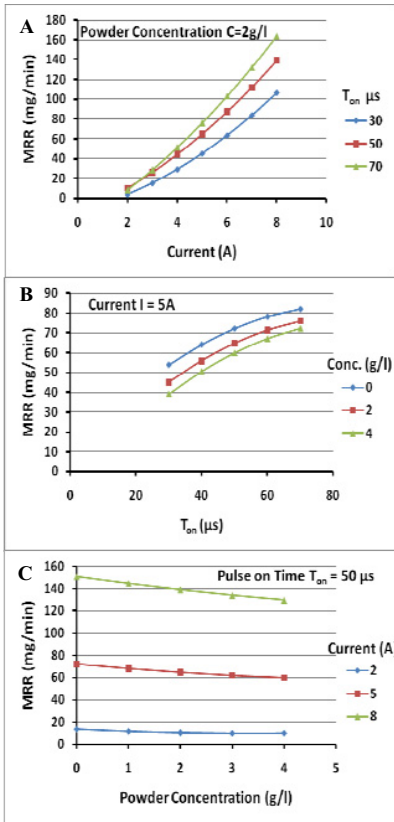 A
Powder Concentration C=2g/l
180
160
140
120
100
80
60
40
20
0
MRR (mg/min)
0 2 4 6 8 10
Current (A)
Ton µs
30
50
70
B
Current I = 5A
90
80
70
60
50
40
30
20
10
0
MRR (mg/min)
0 20 40 60 80
Ton (µs)
Conc. (g/l)
0
2
4
C
Pulse on Time Ton = 50 µs
160
140
120
100
80
60
40
20
0
MRR (mg/min)
0 1 2 3 4 5
Powder Concentration (g/l)
Current (A
2
5
8